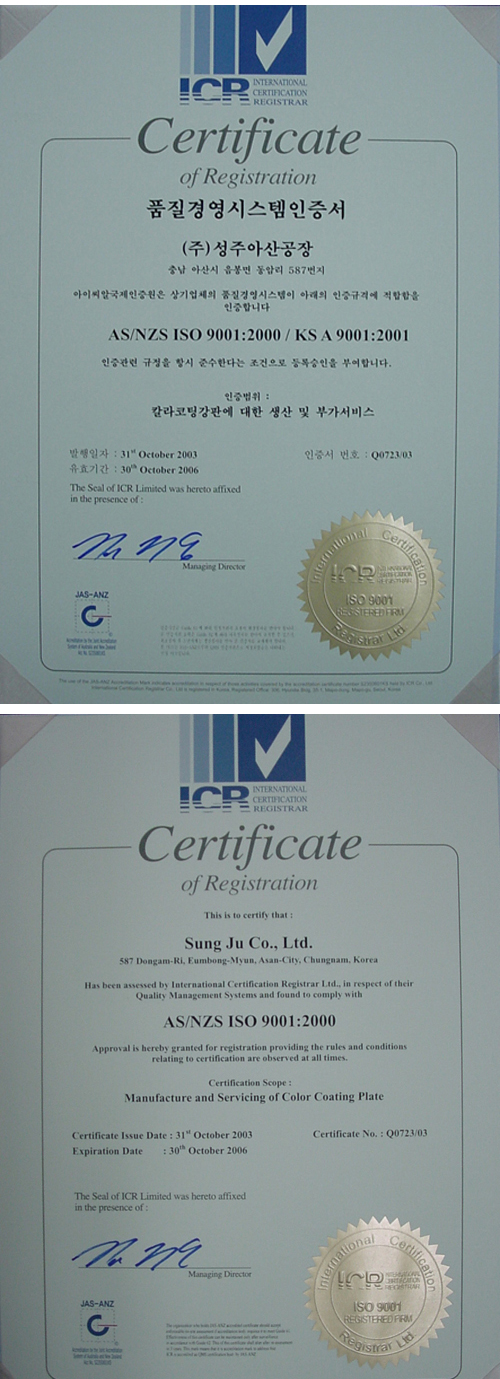 ICR INTERNATIONAL
CERTIFICATION
REGISTRAR
Certificate
of Registration
품질경영시스템인증서
(주)성주아산공장
충남 아산시 음봉면 동암리 587번지
아이씨알국제인증원은 상기업체의 품질경영시스템이 아래의 인증규격에 적합함을
인증합니다
AS/NZS ISO 9001:2000 / KS A 9001:2001
인증관련 규정을 항시 준수한다는 조건으로 등록승인을 부여합니다.
인증범위 :
칼라코팅강판에 대한 생산 및 부가서비스
발행일자 : 31st October 2003 인증서 번호 : Q0723/03
유효기간 : 30th October 2006
The Seal of ICR Limited was hereto affixed
in the presence of :
Managing Director
JAS-ANZ
International Certification
ICR
ISO 9001
REGISTERED FIRM
Registrar Ltd
ICR INTERNATIONAL
CERTIFICATION
REGISTRAR
Certificate
of Registration
This is to certify that :
Sung Ju Co., Ltd.
587 Dongam-Ri, Eumbong-Myun, Asan-City, Chungnam, Korea
Has been assessed by International Certification Registrar Ltd., in respect of their
Quality Management Systems and found to comply with
AS/NZS ISO 9001:2000
Approval is hereby granted for registration providing the rules and conditions
relating to certification are observed at all times.
Certification Scope :
Manufacture and Servicing of Color Coating Plate
Certificate Issue Date : 31st October 2003 Certificate No. : Q0723/03
Expiration Date : 30th October 2006
The Seal of ICR Limited was hereto affixed
in the presence of :
Managing Director
JAS-ANZ
International Certification
ICR
ISO 9001
REGISTERED FIRM
Registrar Ltd